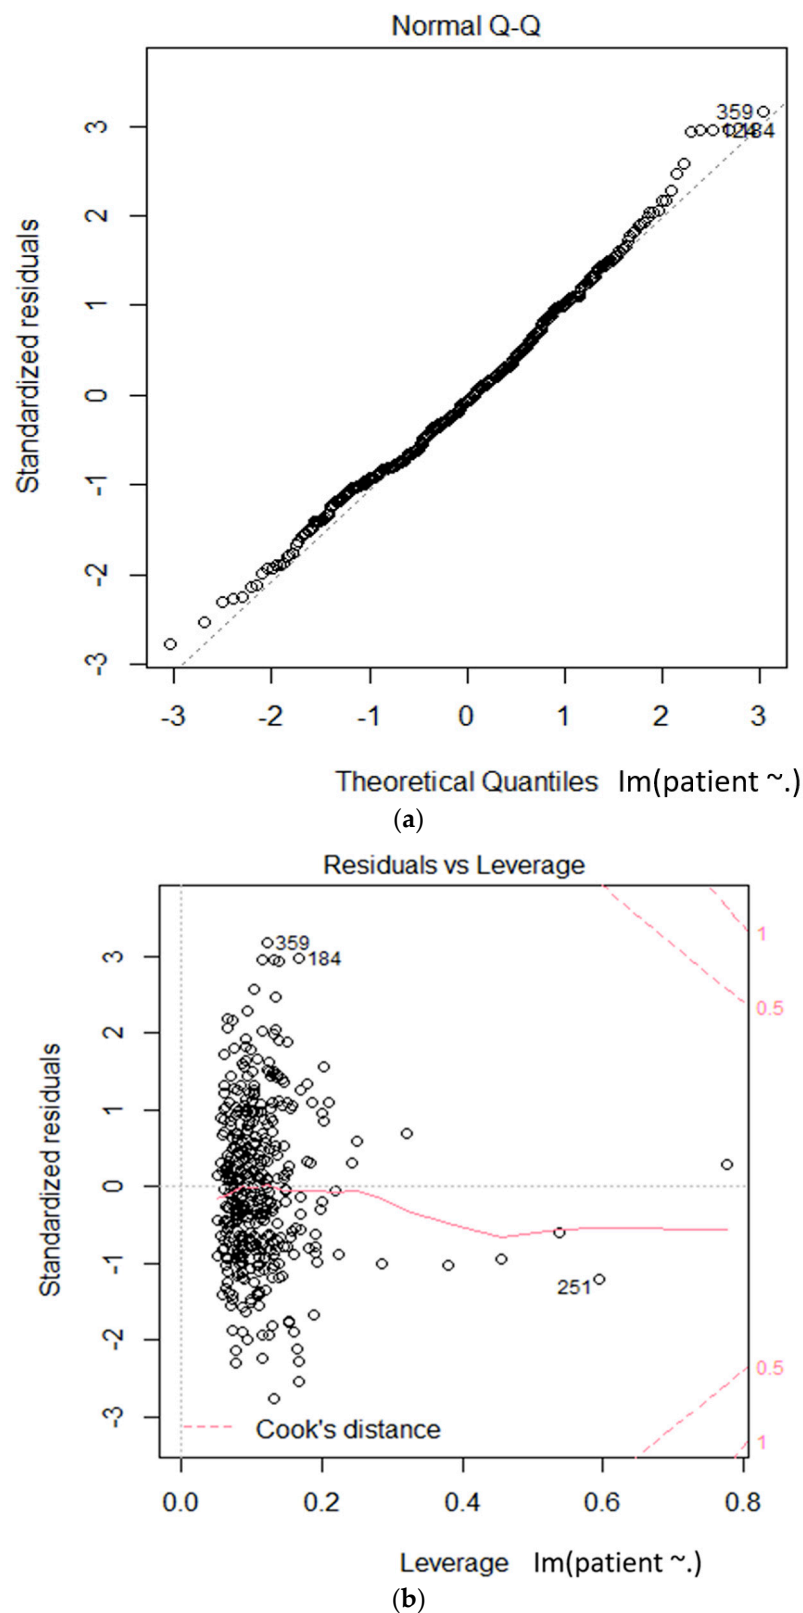 Normal Q-Q
359
184
3
2
1
0
-1
-2
-3
Standardized residuals
-3 -2 -1 0 1 2 3
Theoretical Quantiles lm(patient ~.)
(a)
Residuals vs Leverage
359
184
1
0.5
3
2
1
0
-1
-2
-3
Standardized residuals
251
0.5
1
Cook's distance
0.0 0.2 0.4 0.6 0.8
Leverage lm(patient ~.)
(b)